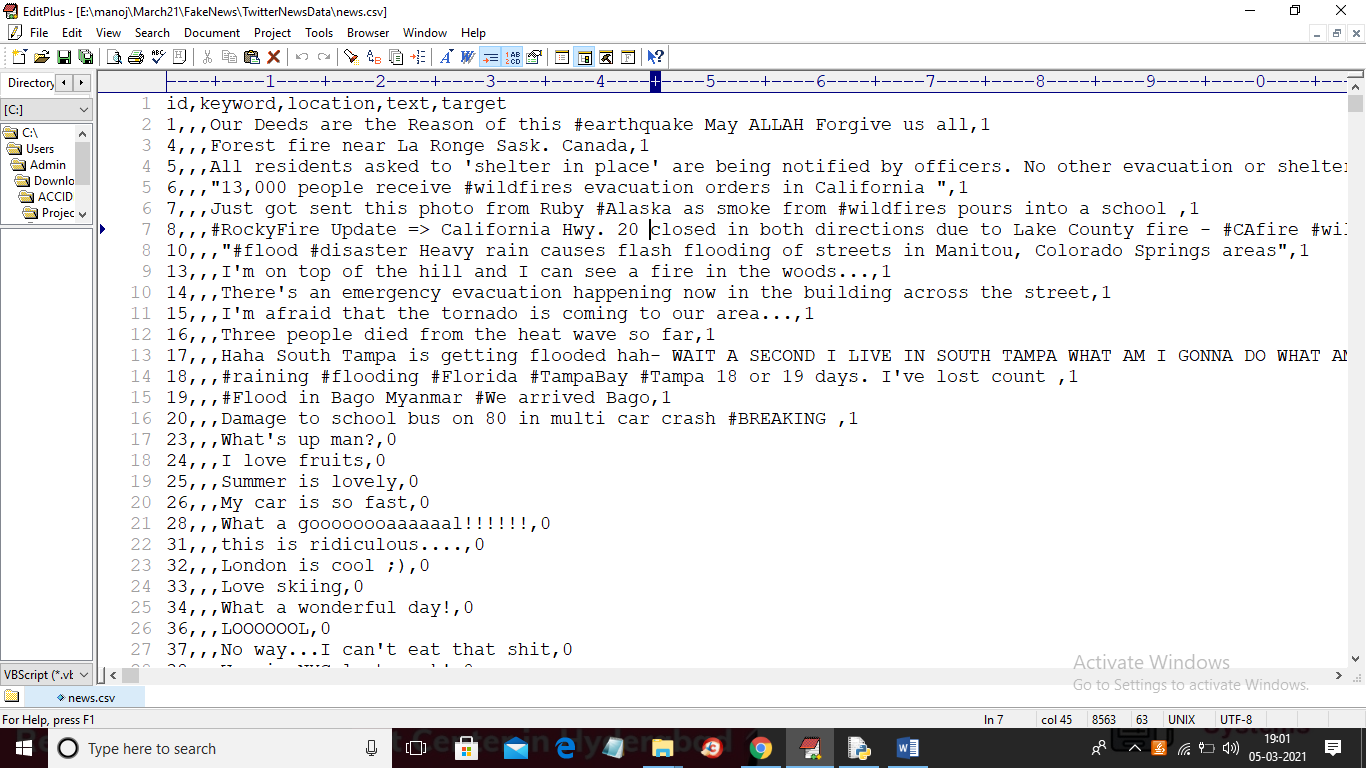 EditPlus - [E:\manoj\March21\FakeNews\TwitterNewsData\news.csv]
File Edit View Search Document Project Tools Browser Window Help
Directory
[C:]
C:\
Users
Admin
Downlo
ACCID
Projec
----+----1----+----2----+----3----+----4----+----5----+----6----+----7----+----8----+----9----+----0----+--
1 id,keyword,location,text,target
2 1,,,Our Deeds are the Reason of this #earthquake May ALLAH Forgive us all,1
3 4,,,Forest fire near La Ronge Sask. Canada,1
4 5,,,All residents asked to 'shelter in place' are being notified by officers. No other evacuation or shelter
5 6,,,"13,000 people receive #wildfires evacuation orders in California ",1
6 7,,,Just got sent this photo from Ruby #Alaska as smoke from #wildfires pours into a school ,1
7 8,,,#RockyFire Update => California Hwy. 20 closed in both directions due to Lake County fire - #CAfire #wil
8 10,,,"#flood #disaster Heavy rain causes flash flooding of streets in Manitou, Colorado Springs areas",1
9 13,,,I'm on top of the hill and I can see a fire in the woods...,1
10 14,,,There's an emergency evacuation happening now in the building across the street,1
11 15,,,I'm afraid that the tornado is coming to our area...,1
12 16,,,Three people died from the heat wave so far,1
13 17,,,Haha South Tampa is getting flooded hah- WAIT A SECOND I LIVE IN SOUTH TAMPA WHAT AM I GONNA DO WHAT AM
14 18,,,#raining #flooding #Florida #TampaBay #Tampa 18 or 19 days. I've lost count ,1
15 19,,,#Flood in Bago Myanmar #We arrived Bago,1
16 20,,,Damage to school bus on 80 in multi car crash #BREAKING ,1
17 23,,,What's up man?,0
18 24,,,I love fruits,0
19 25,,,Summer is lovely,0
20 26,,,My car is so fast,0
21 28,,,What a goooooooaaaaaal!!!!!!,0
22 31,,,this is ridiculous....,0
23 32,,,London is cool ;),0
24 33,,,Love skiing,0
25 34,,,What a wonderful day!,0
26 36,,,LOOOOOOL,0
27 37,,,No way...I can't eat that shit,0
Activate Windows
Go to Settings to activate Windows.
VBScript (*.vt
news.csv
For Help, press F1 ln 7 col 45 8563 63 UNIX UTF-8
Type here to search
19:01
05-03-2021